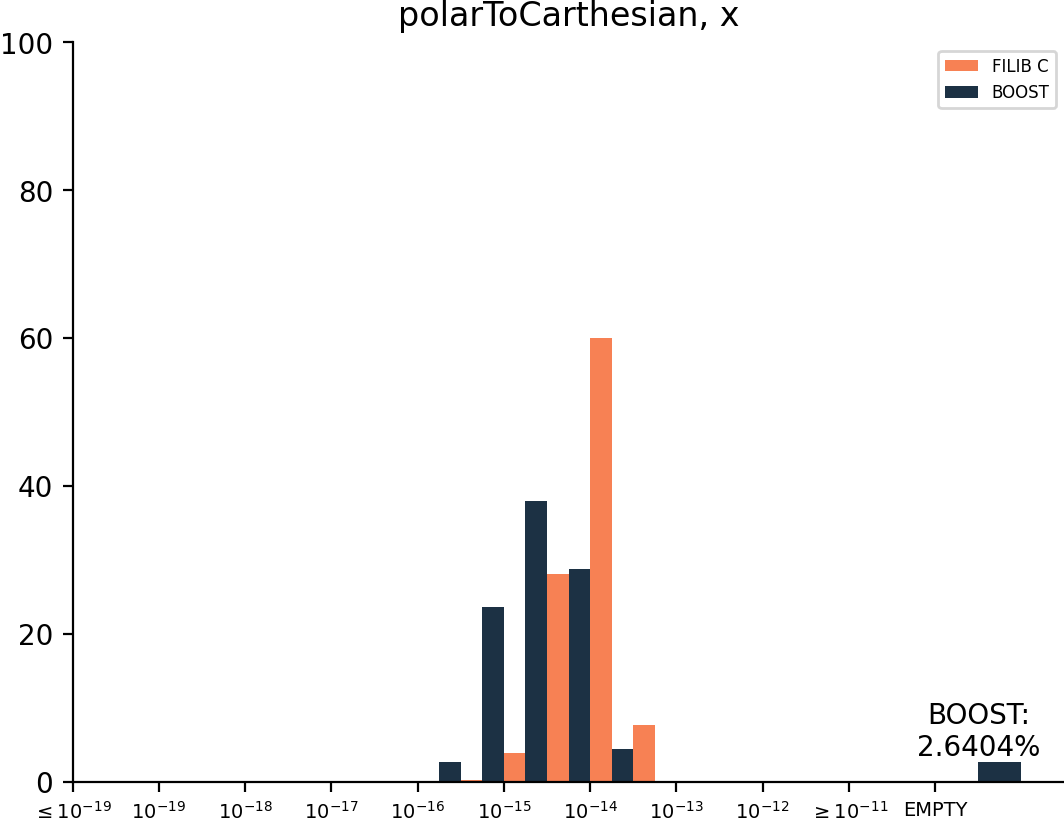 polarToCarthesian, x
100
80
60
40
20
0
FILIB C
BOOST
BOOST:
2.6404%
≤ 10⁻¹⁹ 10⁻¹⁹ 10⁻¹⁸ 10⁻¹⁷ 10⁻¹⁶ 10⁻¹⁵ 10⁻¹⁴ 10⁻¹³ 10⁻¹² ≥ 10⁻¹¹ EMPTY